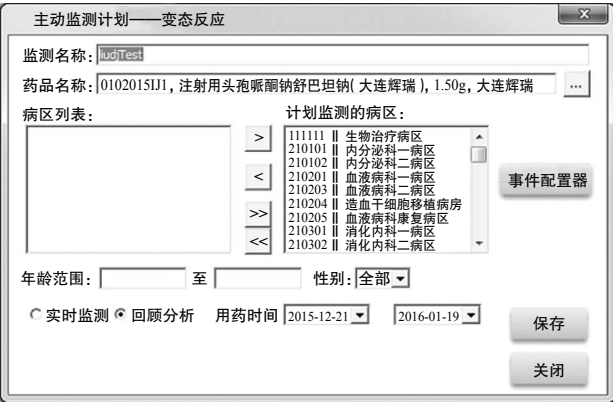 主动监测计划——变态反应
x
监测名称: liudjTest
药品名称: 0102015IJ1, 注射用头孢哌酮钠舒巴坦钠( 大连辉瑞 ), 1.50g, 大连辉瑞 ...
病区列表:
计划监测的病区:
111111 ‖ 生物治疗病区
210101 ‖ 内分泌科一病区
210102 ‖ 内分泌科二病区
210201 ‖ 血液病科一病区
210203 ‖ 血液病科二病区
210204 ‖ 造血干细胞移植病房
210205 ‖ 血液病科康复病区
210301 ‖ 消化内科一病区
210302 ‖ 消化内科二病区
>
<
>>
<<
事件配置器
年龄范围: 至 性别: 全部
实时监测 回顾分析 用药时间 2015-12-21 2016-01-19
保存
关闭